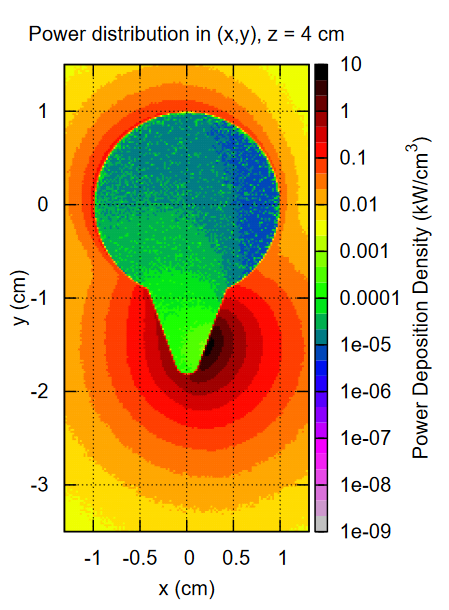 Power distribution in (x,y), z = 4 cm
10
1
0.1
0.01
0.001
0.0001
1e-05
1e-06
1e-07
1e-08
1e-09
Power Deposition Density (kW/cm³)
1
0
-1
-2
-3
y (cm)
-1 -0.5 0 0.5 1
x (cm)